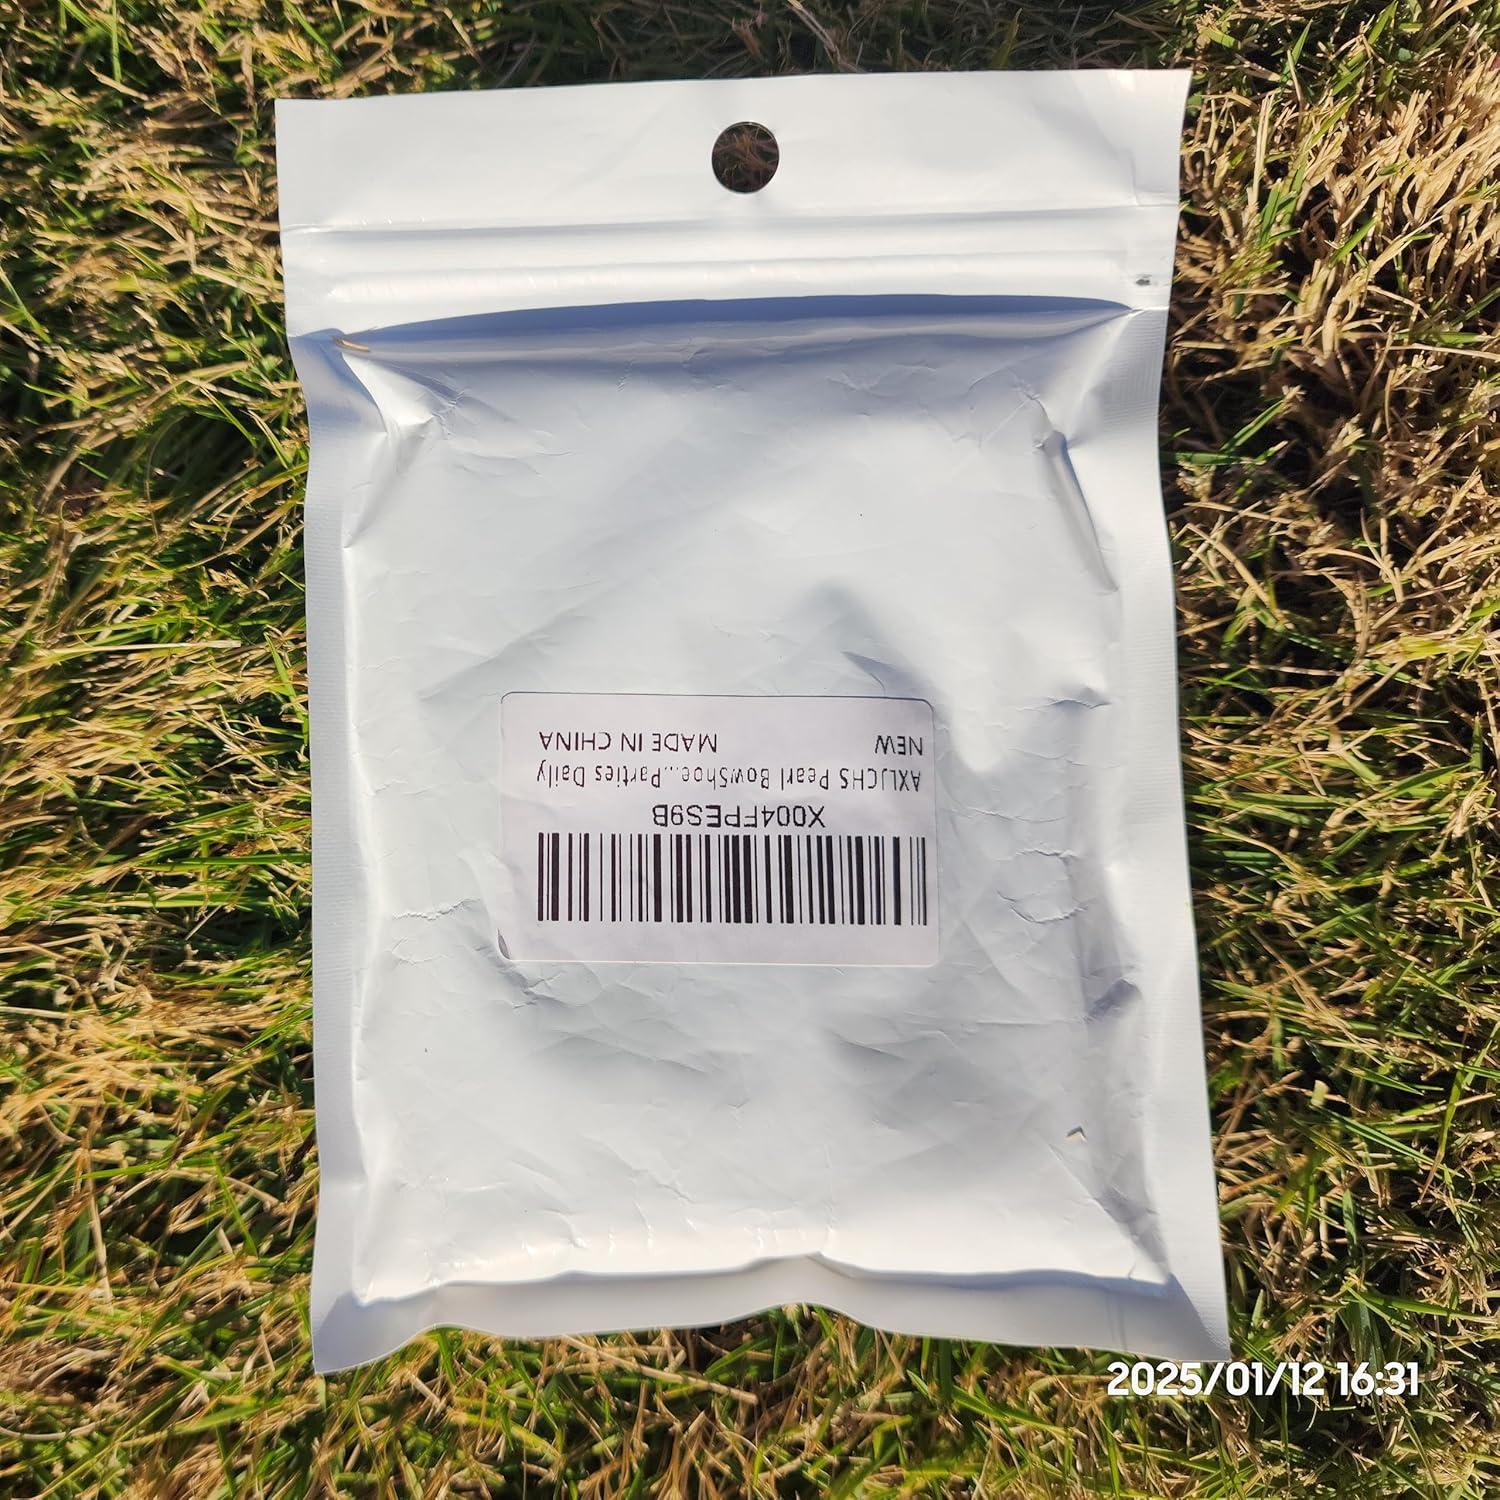 X004FPES9B
AXLJCHS Pearl BowShoe...Parties Daily
NEW MADE IN CHINA
2025/01/12 16:31